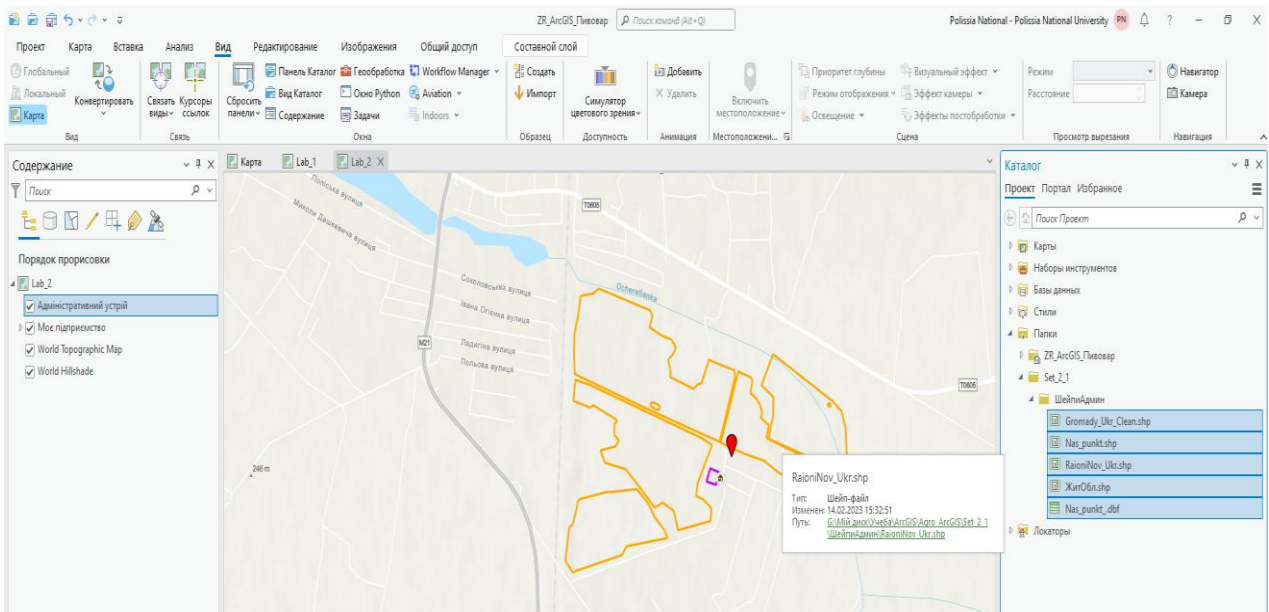 ZR_ArcGIS_Пивовар
Поиск команд (Alt+Q)
Polissia National - Polissia National University
PN
?
Проект Карта Вставка Анализ Вид Редактирование Изображения Общий доступ Составной слой
Глобальный
Локальный
Карта
Конвертировать
Вид
Связать виды
Курсоры ссылок
Связь
Сбросить панели
Панель Каталог
Вид Каталог
Содержание
Геообработка
Окно Python
Задачи
Workflow Manager
Aviation
Indoors
Окна
Создать
Импорт
Образец
Симулятор цветового зрения
Доступность
Добавить
Удалить
Анимация
Включить местоположение
Местоположени...
Приоритет глубины
Режим отображения
Освещение
Визуальный эффект
Эффект камеры
Эффекты постобработки
Сцена
Режим
Расстояние
Просмотр вырезания
Навигатор
Камера
Навигация
Содержание
Поиск
Порядок прорисовки
Lab_2
Адміністративний устрій
Моє підприємство
World Topographic Map
World Hillshade
Карта Lab_1 Lab_2
Поліська вулиця
Миколи Дашкевича вулиця
T0605
Соколовська вулиця
Івана Огієнка вулиця
Ладигіна вулиця
Польова вулиця
M21
Ocheretianka
T0605
246 m
RaioniNov_Ukr.shp
Тип: Шейп-файл
Изменен: 14.02.2023 15:32:51
Путь: G:\Мій диск\Учеба\ArcGIS\Agro_ArcGIS\Set_2_1
\ШейпиАдмин\RaioniNov_Ukr.shp
Каталог
Проект Портал Избранное
Поиск Проект
Карты
Наборы инструментов
Базы данных
Стили
Папки
ZR_ArcGIS_Пивовар
Set_2_1
ШейпиАдмин
Gromady_Ukr_Clean.shp
Nas_punkt.shp
RaioniNov_Ukr.shp
ЖитОбл.shp
Nas_punkt_.dbf
Локаторы